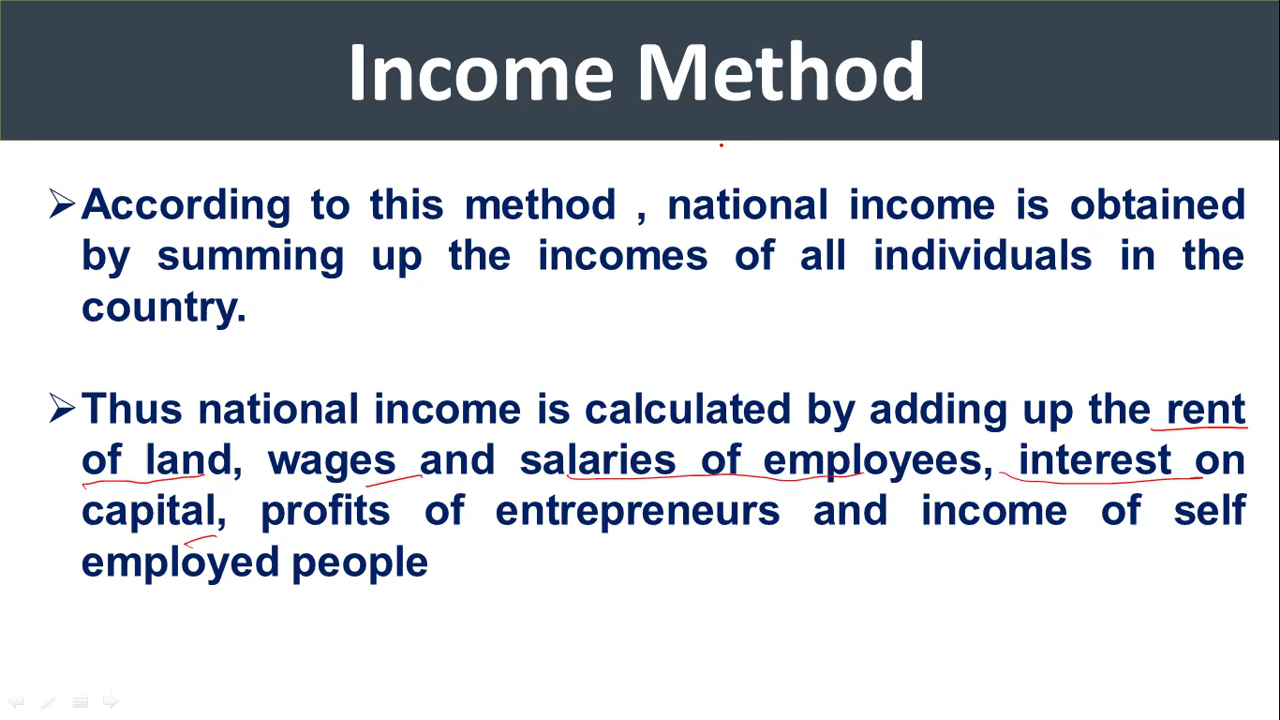 Income Method
According to this method , national income is obtained
by summing up the incomes of all individuals in the
country.
Thus national income is calculated by adding up the rent
of land, wages and salaries of employees, interest on
capital, profits of entrepreneurs and income of self
employed people